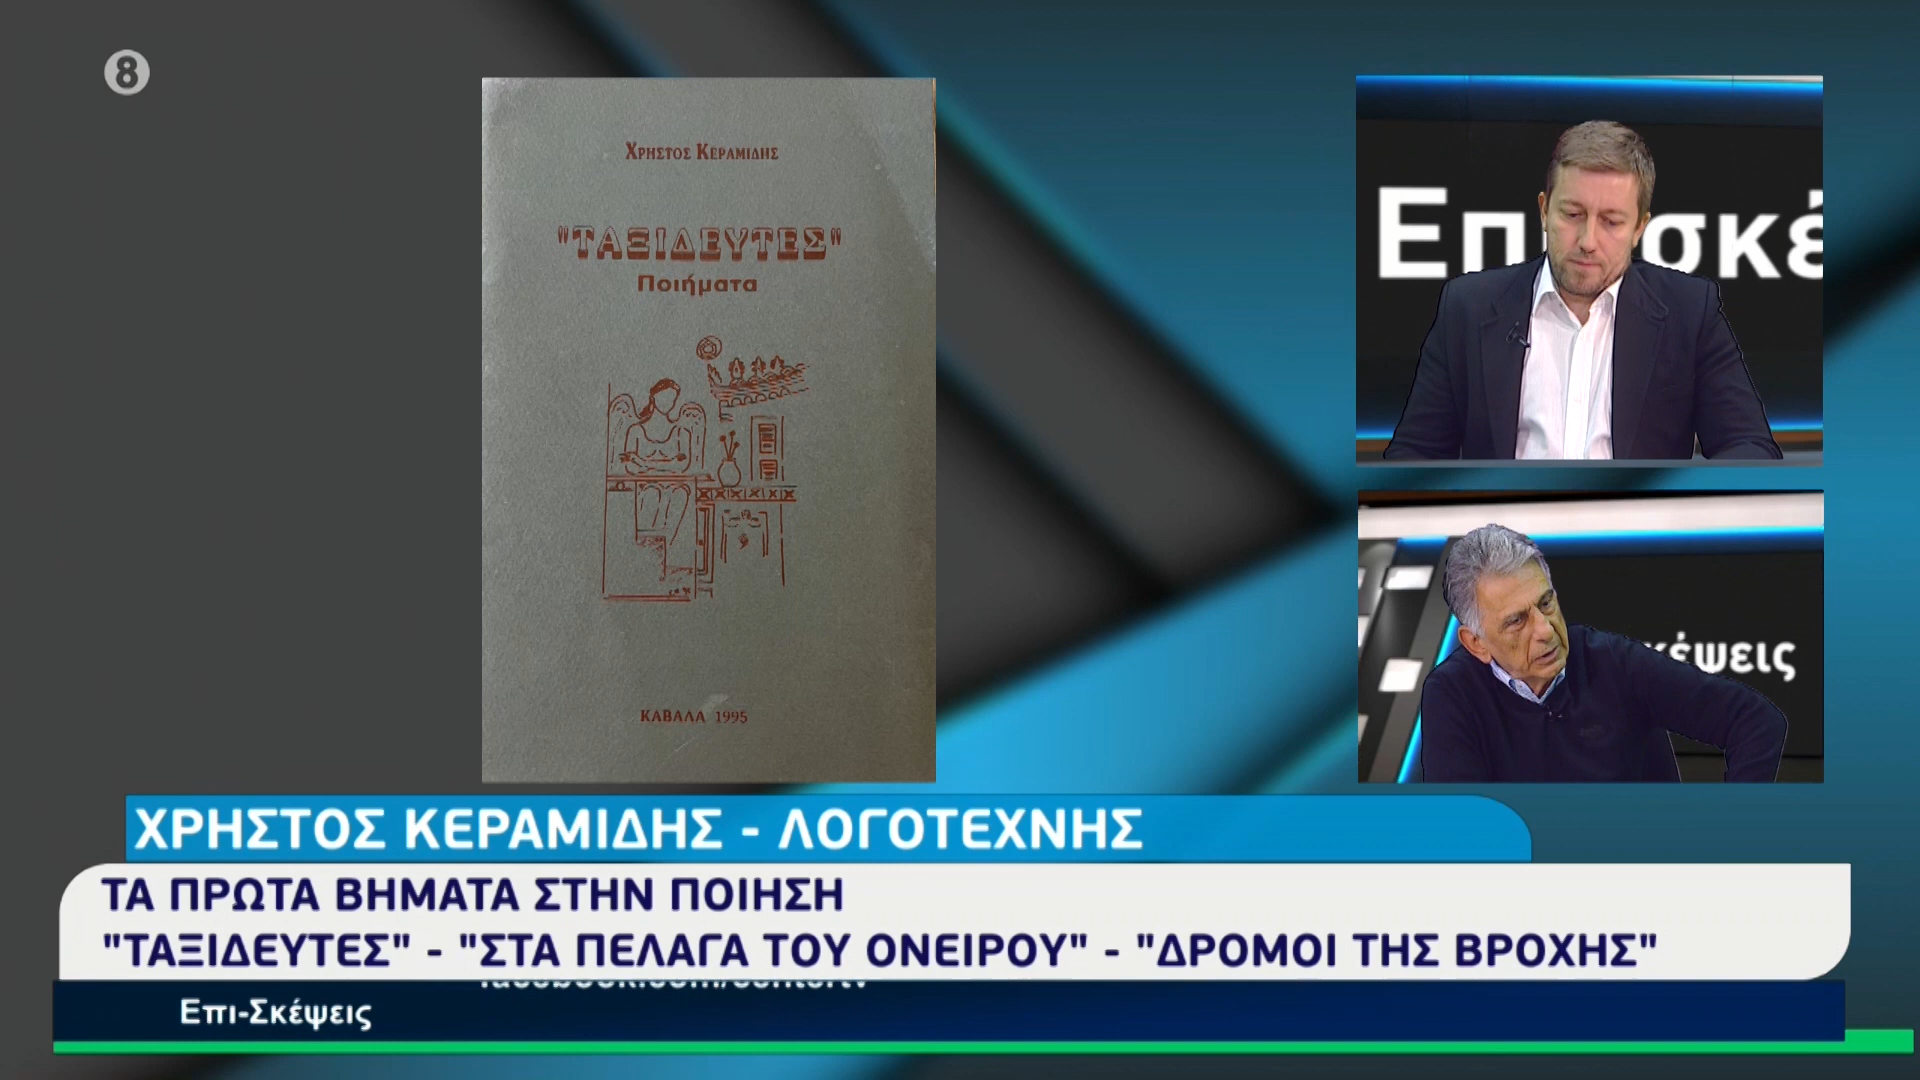 8
ΧΡΗΣΤΟΣ ΚΕΡΑΜΙΔΗΣ
"ΤΑΞΙΔΕΥΤΕΣ"
Ποιήματα
ΚΑΒΑΛΑ 1995
Επι-σκέ
κέψεις
ΧΡΗΣΤΟΣ ΚΕΡΑΜΙΔΗΣ - ΛΟΓΟΤΕΧΝΗΣ
ΤΑ ΠΡΩΤΑ ΒΗΜΑΤΑ ΣΤΗΝ ΠΟΙΗΣΗ
"ΤΑΞΙΔΕΥΤΕΣ" - "ΣΤΑ ΠΕΛΑΓΑ ΤΟΥ ΟΝΕΙΡΟΥ" - "ΔΡΟΜΟΙ ΤΗΣ ΒΡΟΧΗΣ"
Επι-Σκέψεις